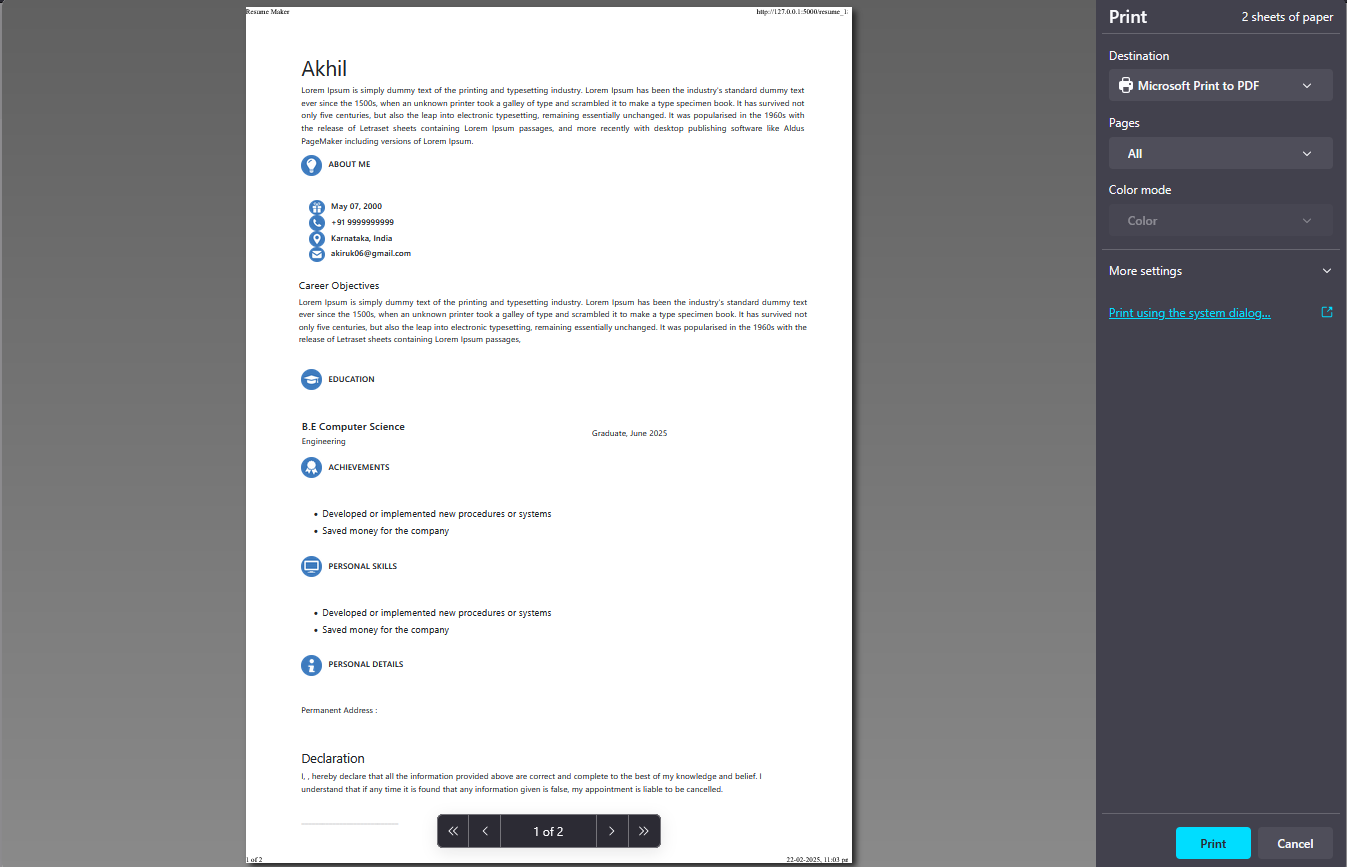 Resume Maker
http://127.0.0.1:5000/resume_1
Akhil
Lorem Ipsum is simply dummy text of the printing and typesetting industry. Lorem Ipsum has been the industry's standard dummy text
ever since the 1500s, when an unknown printer took a galley of type and scrambled it to make a type specimen book. It has survived not
only five centuries, but also the leap into electronic typesetting, remaining essentially unchanged. It was popularised in the 1960s with
the release of Letraset sheets containing Lorem Ipsum passages, and more recently with desktop publishing software like Aldus
PageMaker including versions of Lorem Ipsum.
ABOUT ME
May 07, 2000
+91 9999999999
Karnataka, India
akiruk06@gmail.com
Career Objectives
Lorem Ipsum is simply dummy text of the printing and typesetting industry. Lorem Ipsum has been the industry's standard dummy text
ever since the 1500s, when an unknown printer took a galley of type and scrambled it to make a type specimen book. It has survived not
only five centuries, but also the leap into electronic typesetting, remaining essentially unchanged. It was popularised in the 1960s with the
release of Letraset sheets containing Lorem Ipsum passages,
EDUCATION
B.E Computer Science
Engineering
Graduate, June 2025
ACHIEVEMENTS
• Developed or implemented new procedures or systems
• Saved money for the company
PERSONAL SKILLS
• Developed or implemented new procedures or systems
• Saved money for the company
PERSONAL DETAILS
Permanent Address :
Declaration
I, , hereby declare that all the information provided above are correct and complete to the best of my knowledge and belief. I
understand that if any time it is found that any information given is false, my appointment is liable to be cancelled.
1 of 2
1 of 2
22-02-2025, 11:03 pm
Print
2 sheets of paper
Destination
Microsoft Print to PDF
Pages
All
Color mode
Color
More settings
Print using the system dialog...
Print
Cancel